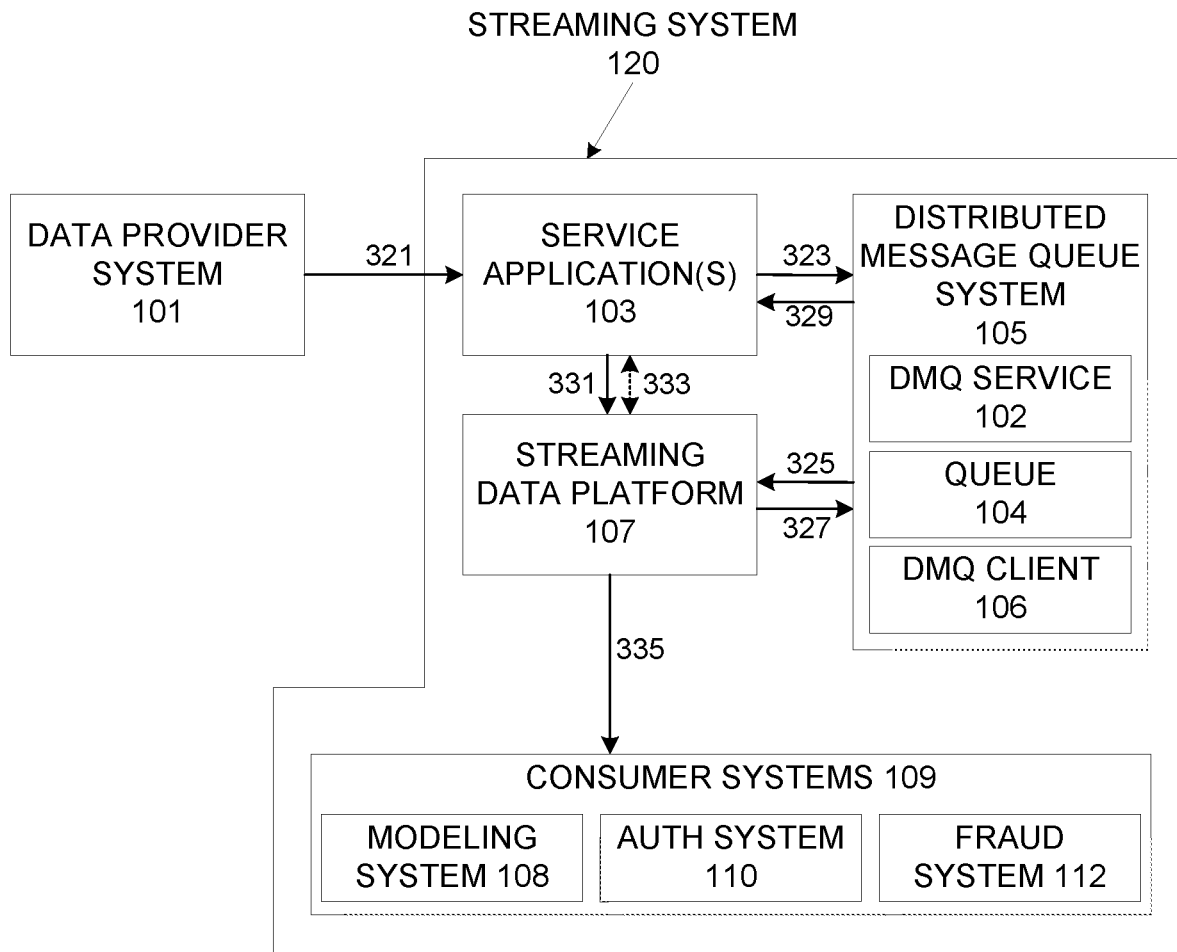 STREAMING SYSTEM
120
DATA PROVIDER
SYSTEM
101
321
SERVICE
APPLICATION(S)
103
323
329
DISTRIBUTED
MESSAGE QUEUE
SYSTEM
105
DMQ SERVICE
102
QUEUE
104
DMQ CLIENT
106
331
333
STREAMING
DATA PLATFORM
107
325
327
335
CONSUMER SYSTEMS 109
MODELING
SYSTEM 108
AUTH SYSTEM
110
FRAUD
SYSTEM 112